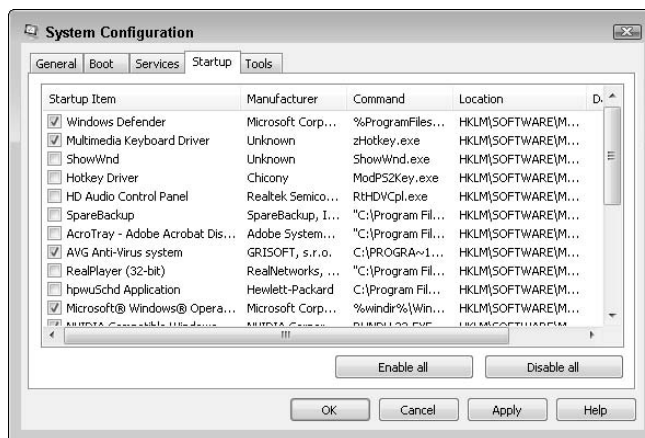 System Configuration
General Boot Services Startup Tools
Startup Item Manufacturer Command Location D
Windows Defender Microsoft Corp... %ProgramFiles... HKLM\SOFTWARE\M...
Multimedia Keyboard Driver Unknown zHotkey.exe HKLM\SOFTWARE\M...
ShowWnd Unknown ShowWnd.exe HKLM\SOFTWARE\M...
Hotkey Driver Chicony ModPS2Key.exe HKLM\SOFTWARE\M...
HD Audio Control Panel Realtek Semico... RtHDVCpl.exe HKLM\SOFTWARE\M...
SpareBackup SpareBackup, I... "C:\Program Fil... HKLM\SOFTWARE\M...
AcroTray - Adobe Acrobat Dis... Adobe System... "C:\Program Fil... HKLM\SOFTWARE\M...
AVG Anti-Virus system GRISOFT, s.r.o. C:\PROGRA~1... HKLM\SOFTWARE\M...
RealPlayer (32-bit) RealNetworks, ... "C:\Program Fil... HKLM\SOFTWARE\M...
hpwuSchd Application Hewlett-Packard C:\Program Fil... HKLM\SOFTWARE\M...
Microsoft® Windows® Opera... Microsoft Corp... %windir%\Win... HKLM\SOFTWARE\M...
Enable all Disable all
OK Cancel Apply Help